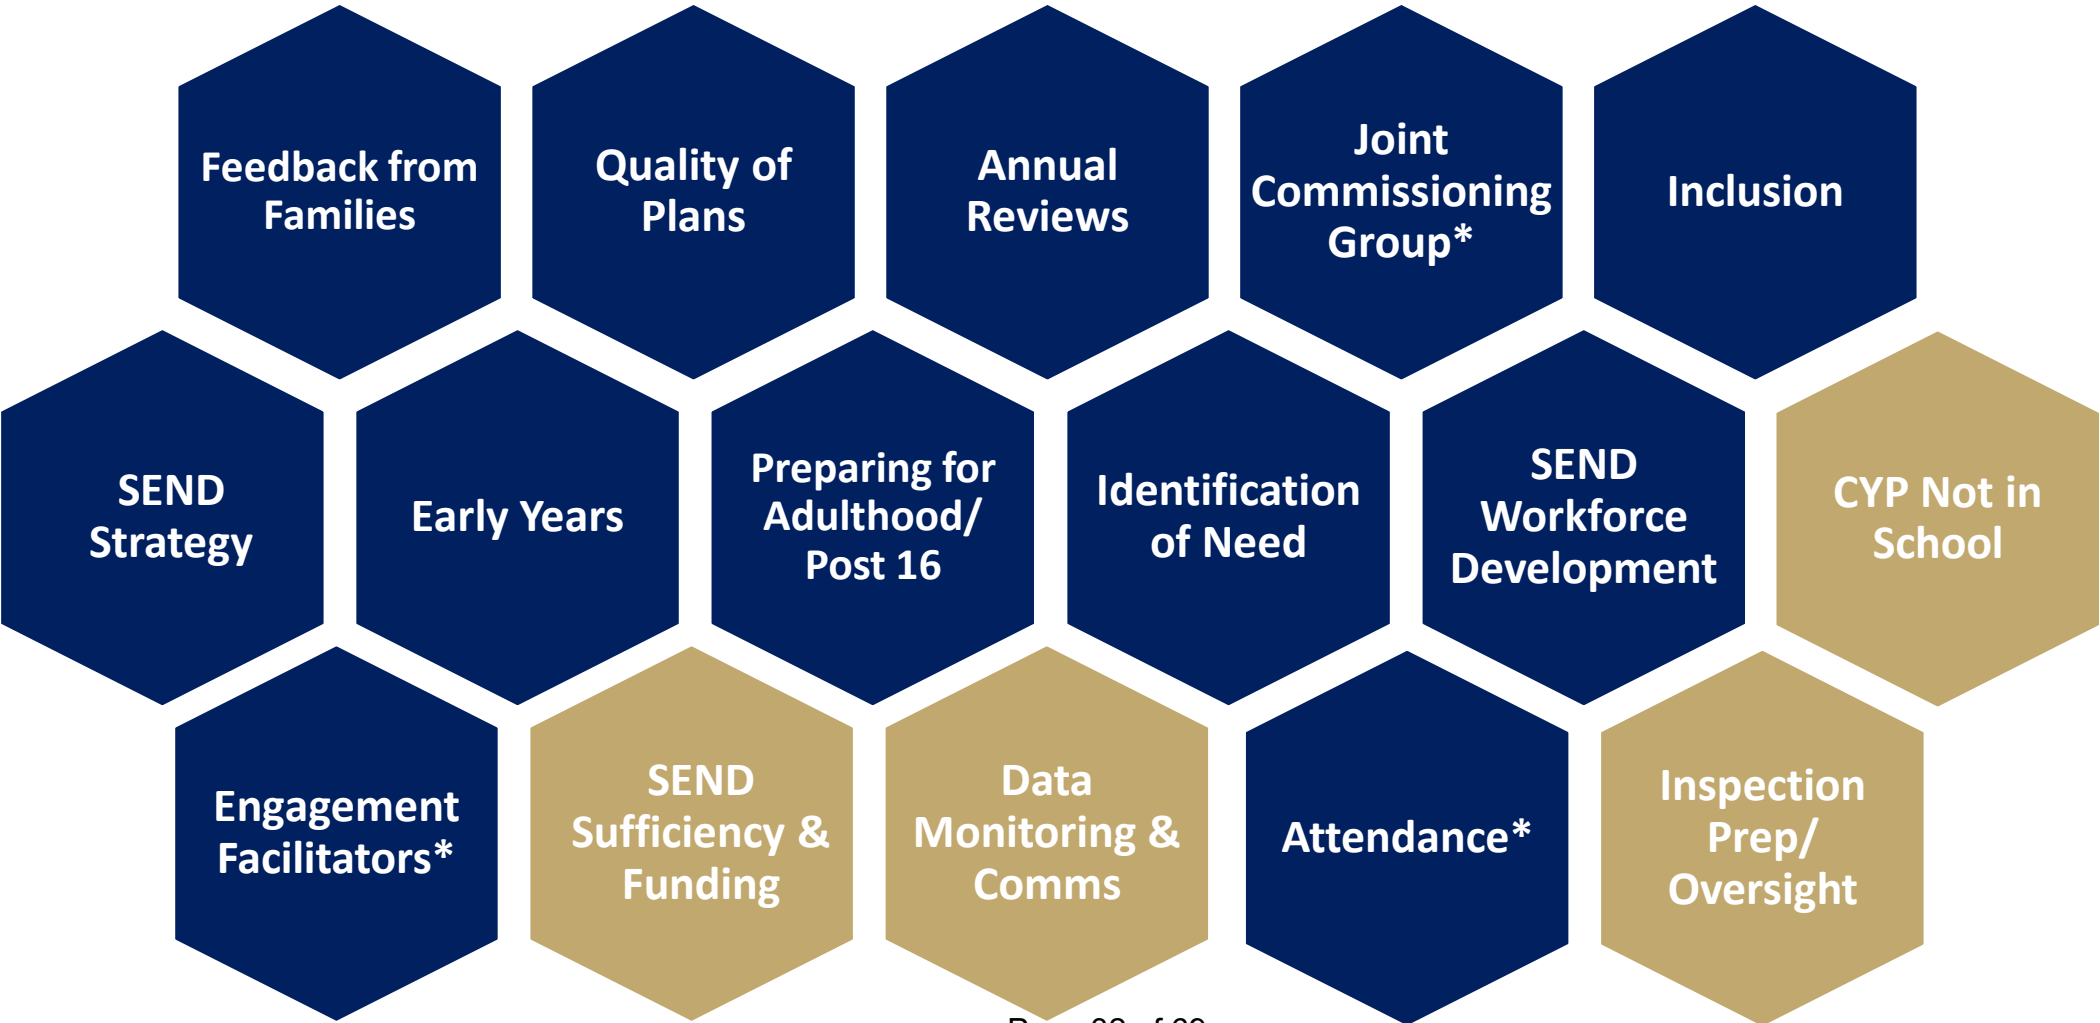 Feedback from
Families
Quality of
Plans
Annual
Reviews
Joint
Commissioning
Group*
Inclusion
SEND
Strategy
Early Years
Preparing for
Adulthood/
Post 16
Identification
of Need
SEND
Workforce
Development
CYP Not in
School
Engagement
Facilitators*
SEND
Sufficiency &
Funding
Data
Monitoring &
Comms
Attendance*
Inspection
Prep/
Oversight